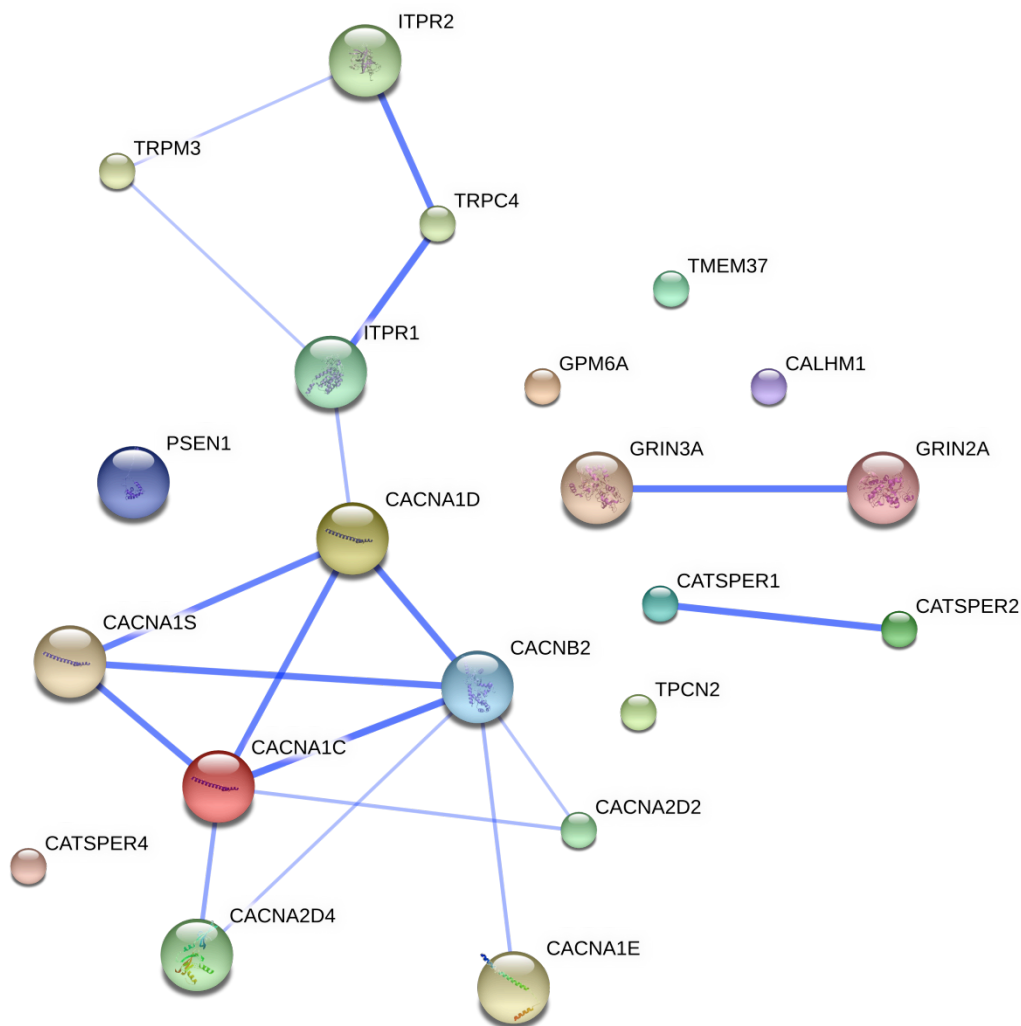 ITPR2
TRPM3
TRPC4
TMEM37
ITPR1
GPM6A
CALHM1
PSEN1
GRIN3A
GRIN2A
CACNA1D
CATSPER1
CATSPER2
CACNA1S
CACNB2
TPCN2
CACNA1C
CACNA2D2
CATSPER4
CACNA2D4
CACNA1E